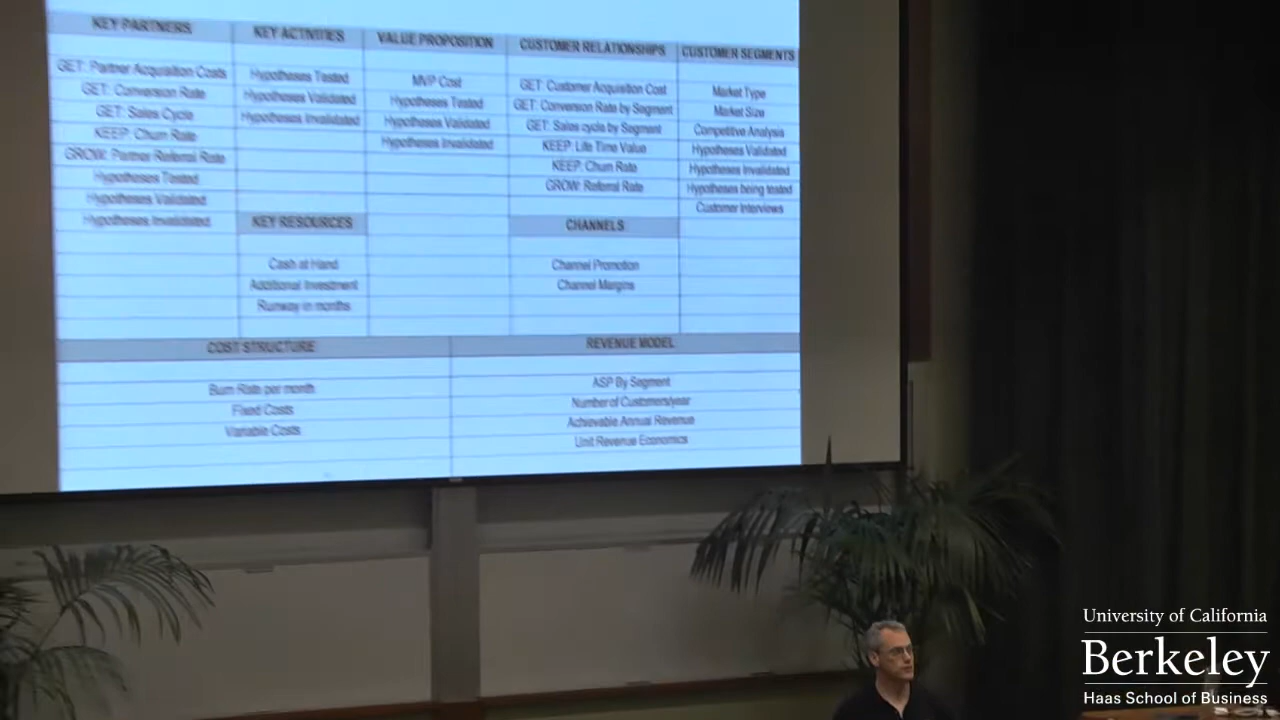 KEY PARTNERS
GET: Partner Acquisition Costs
GET: Conversion Rate
GET: Sales Cycle
KEEP: Churn Rate
GROW: Partner Referral Rate
Hypotheses Tested
Hypotheses Validated
Hypotheses Invalidated
KEY ACTIVITIES
Hypotheses Tested
Hypotheses Validated
Hypotheses Invalidated
KEY RESOURCES
Cash at Hand
Additional Investment
Runway in months
VALUE PROPOSITION
MVP Cost
Hypotheses Tested
Hypotheses Validated
Hypotheses Invalidated
CUSTOMER RELATIONSHIPS
GET: Customer Acquisition Cost
GET: Conversion Rate by Segment
GET: Sales cycle by Segment
KEEP: Life Time Value
KEEP: Churn Rate
GROW: Referral Rate
CHANNELS
Channel Promotion
Channel Margins
CUSTOMER SEGMENTS
Market Type
Market Size
Competitive Analysis
Hypotheses Validated
Hypotheses Invalidated
Hypotheses being tested
Customer Interviews
COST STRUCTURE
Burn Rate per month
Fixed Costs
Variable Costs
REVENUE MODEL
ASP By Segment
Number of Customers/year
Achievable Annual Revenue
Unit Revenue Economics
University of California
Berkeley
Haas School of Business